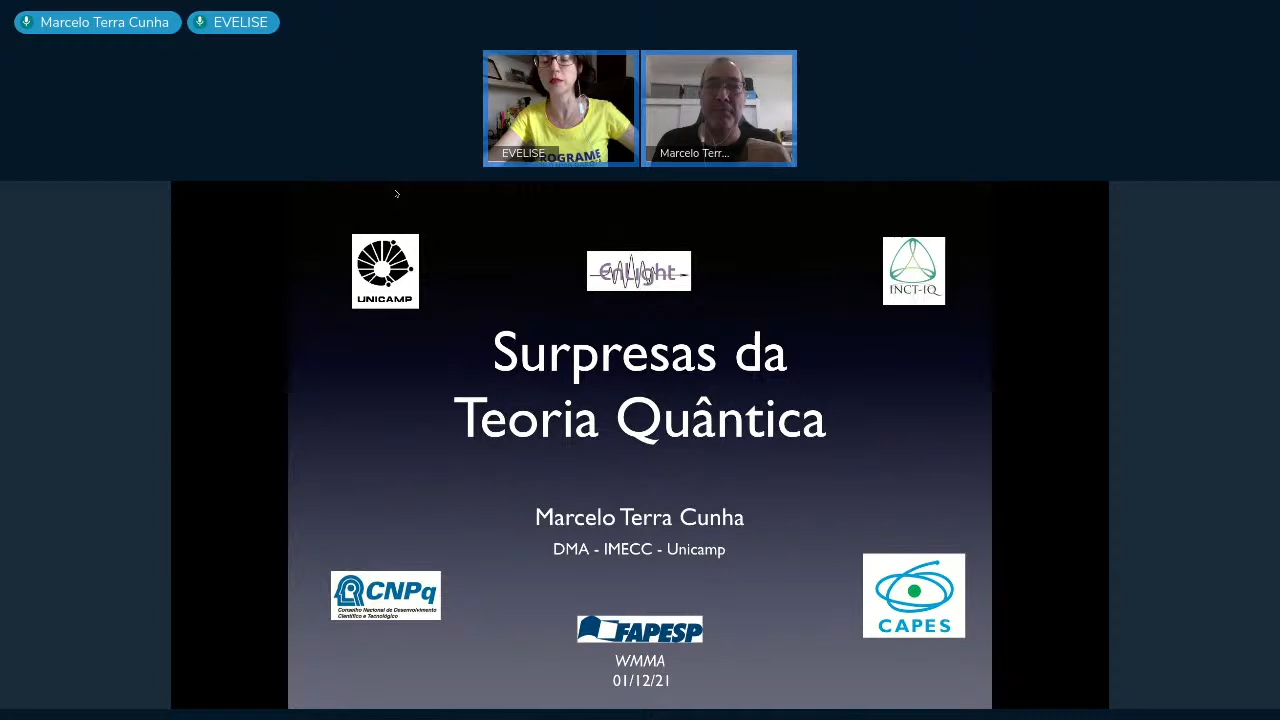 Marcelo Terra Cunha
EVELISE
EVELISE
OGRAME
Marcelo Terr...
UNICAMP
EnLight
INCT-IQ
Surpresas da
Teoria Quântica
Marcelo Terra Cunha
DMA - IMECC - Unicamp
CNPq
Conselho Nacional de Desenvolvimento
Científico e Tecnológico
CAPES
FAPESP
WMMA
01/12/21